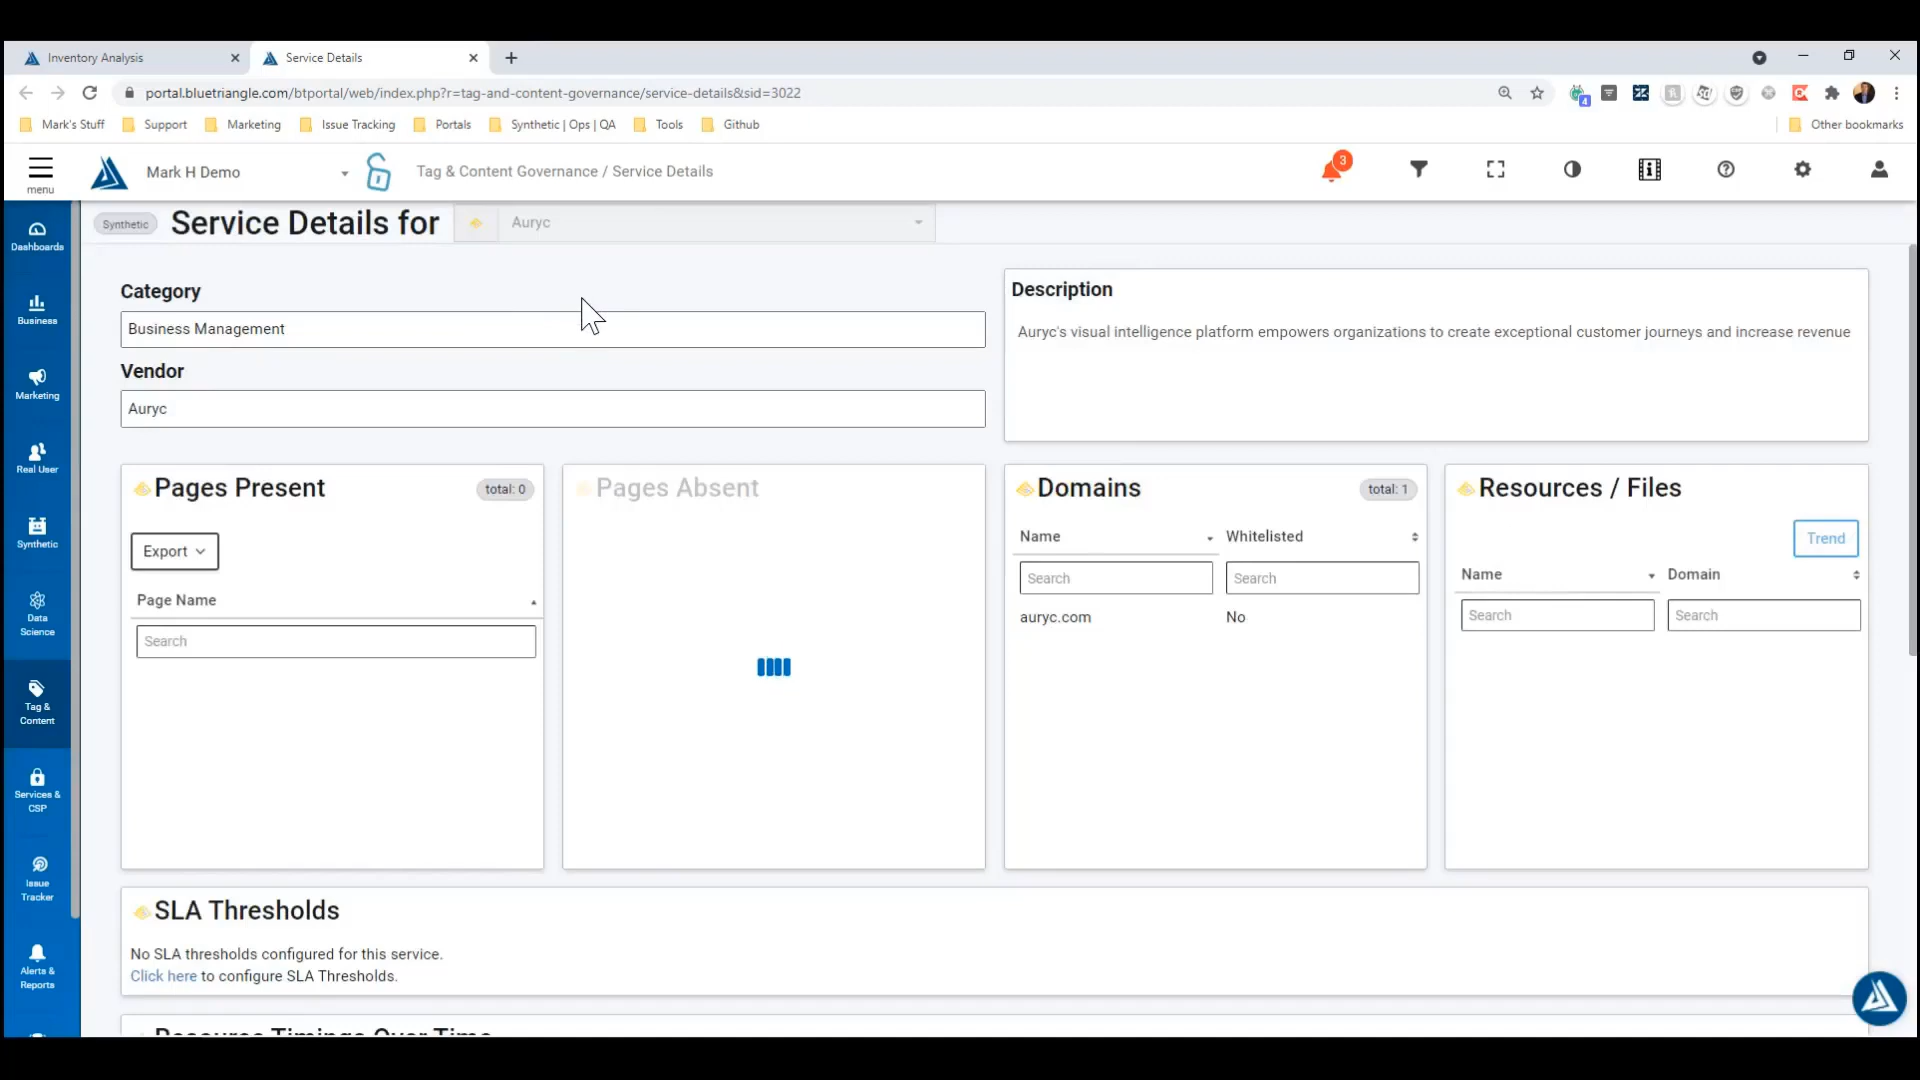 Inventory Analysis
Service Details
portal.bluetriangle.com/btportal/web/index.php?r=tag-and-content-governance/service-details&sid=3022
4
Mark's Stuff
Support
Marketing
Issue Tracking
Portals
Synthetic | Ops | QA
Tools
Github
Other bookmarks
menu
Mark H Demo
Tag & Content Governance / Service Details
3
Dashboards
Business
Marketing
Real User
Synthetic
Data
Science
Tag &
Content
Services &
CSP
Issue
Tracker
Alerts &
Reports
Synthetic
Service Details for
Auryc
Category
Business Management
Vendor
Auryc
Description
Auryc's visual intelligence platform empowers organizations to create exceptional customer journeys and increase revenue
Pages Present
total: 0
Export
Page Name
Search
Pages Absent
Domains
total: 1
Name
Whitelisted
Search
Search
auryc.com
No
Resources / Files
Trend
Name
Domain
Search
Search
SLA Thresholds
No SLA thresholds configured for this service.
Click here to configure SLA Thresholds.
Resource Timings Over Time